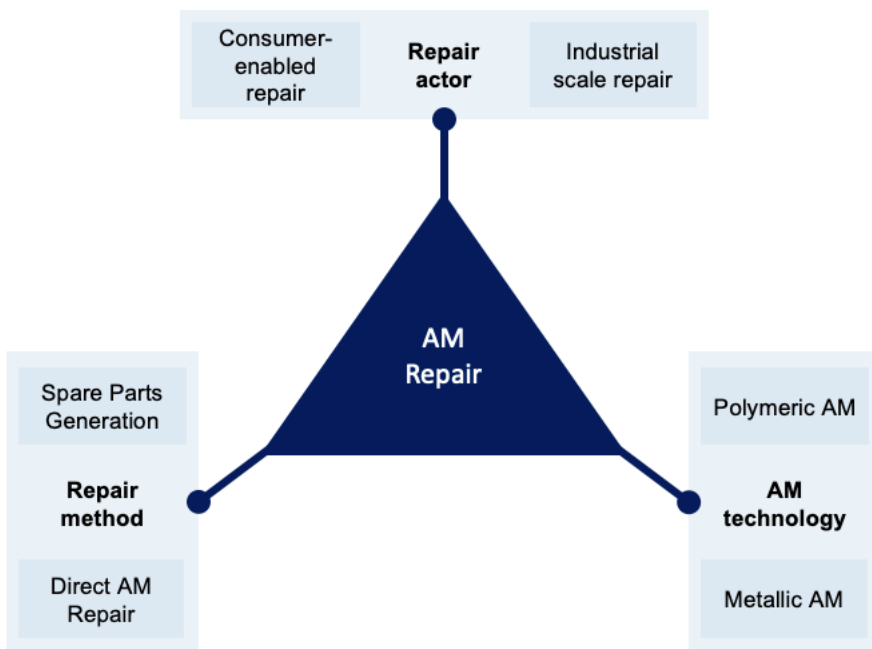 Consumer-
enabled
repair
Repair
actor
Industrial
scale repair
AM
Repair
Spare Parts
Generation
Repair
method
Direct AM
Repair
Polymeric AM
AM
technology
Metallic AM